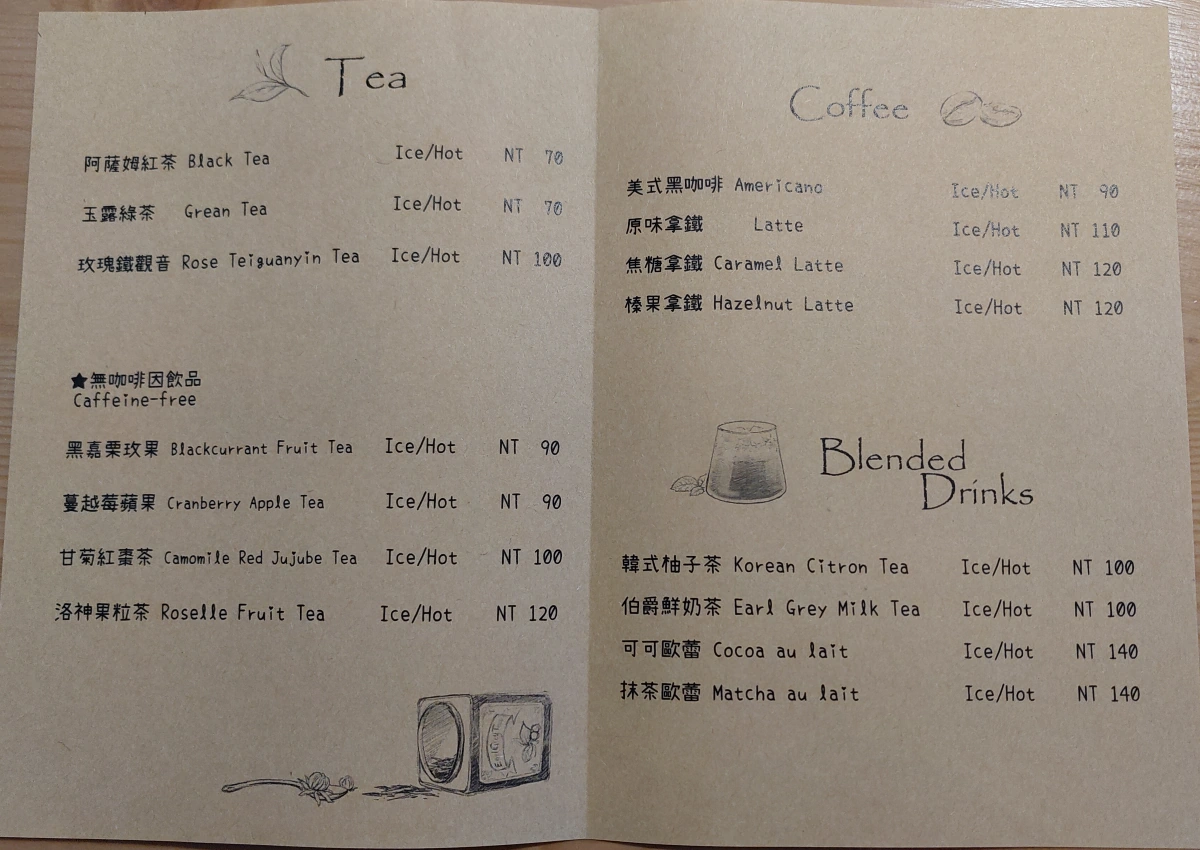 Tea
阿薩姆紅茶 Black Tea Ice/Hot NT 70
玉露綠茶 Grean Tea Ice/Hot NT 70
玫瑰鐵觀音 Rose Teiguanyin Tea Ice/Hot NT 100
★無咖啡因飲品
Caffeine-free
黑嘉栗玫果 Blackcurrant Fruit Tea Ice/Hot NT 90
蔓越莓蘋果 Cranberry Apple Tea Ice/Hot NT 90
甘菊紅棗茶 Camomile Red Jujube Tea Ice/Hot NT 100
洛神果粒茶 Roselle Fruit Tea Ice/Hot NT 120
Coffee
美式黑咖啡 Americano Ice/Hot NT 90
原味拿鐵 Latte Ice/Hot NT 110
焦糖拿鐵 Caramel Latte Ice/Hot NT 120
榛果拿鐵 Hazelnut Latte Ice/Hot NT 120
Blended
Drinks
韓式柚子茶 Korean Citron Tea Ice/Hot NT 100
伯爵鮮奶茶 Earl Grey Milk Tea Ice/Hot NT 100
可可歐蕾 Cocoa au lait Ice/Hot NT 140
抹茶歐蕾 Matcha au lait Ice/Hot NT 140